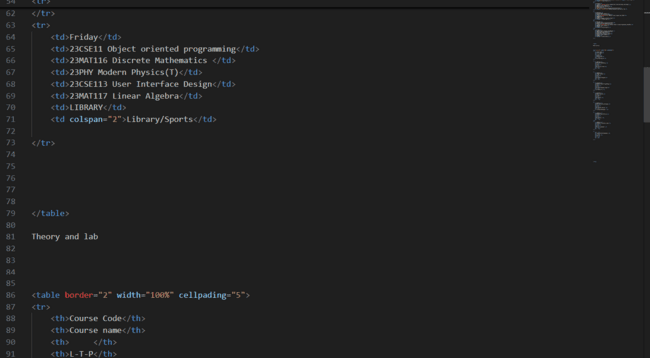 54 <tr>
62 </tr>
63 <tr>
64 <td>Friday</td>
65 <td>23CSE11 Object oriented programming</td>
66 <td>23MAT116 Discrete Mathematics </td>
67 <td>23PHY Modern Physics(T)</td>
68 <td>23CSE113 User Interface Design</td>
69 <td>23MAT117 Linear Algebra</td>
70 <td>LIBRARY</td>
71 <td colspan="2">Library/Sports</td>
72
73 </tr>
74
75
76
77
78
79 </table>
80
81 Theory and lab
82
83
84
85
86 <table border="2" width="100%" cellpading="5">
87 <tr>
88 <th>Course Code</th>
89 <th>Course name</th>
90 <th>    </th>
91 <th>L-T-P</th>